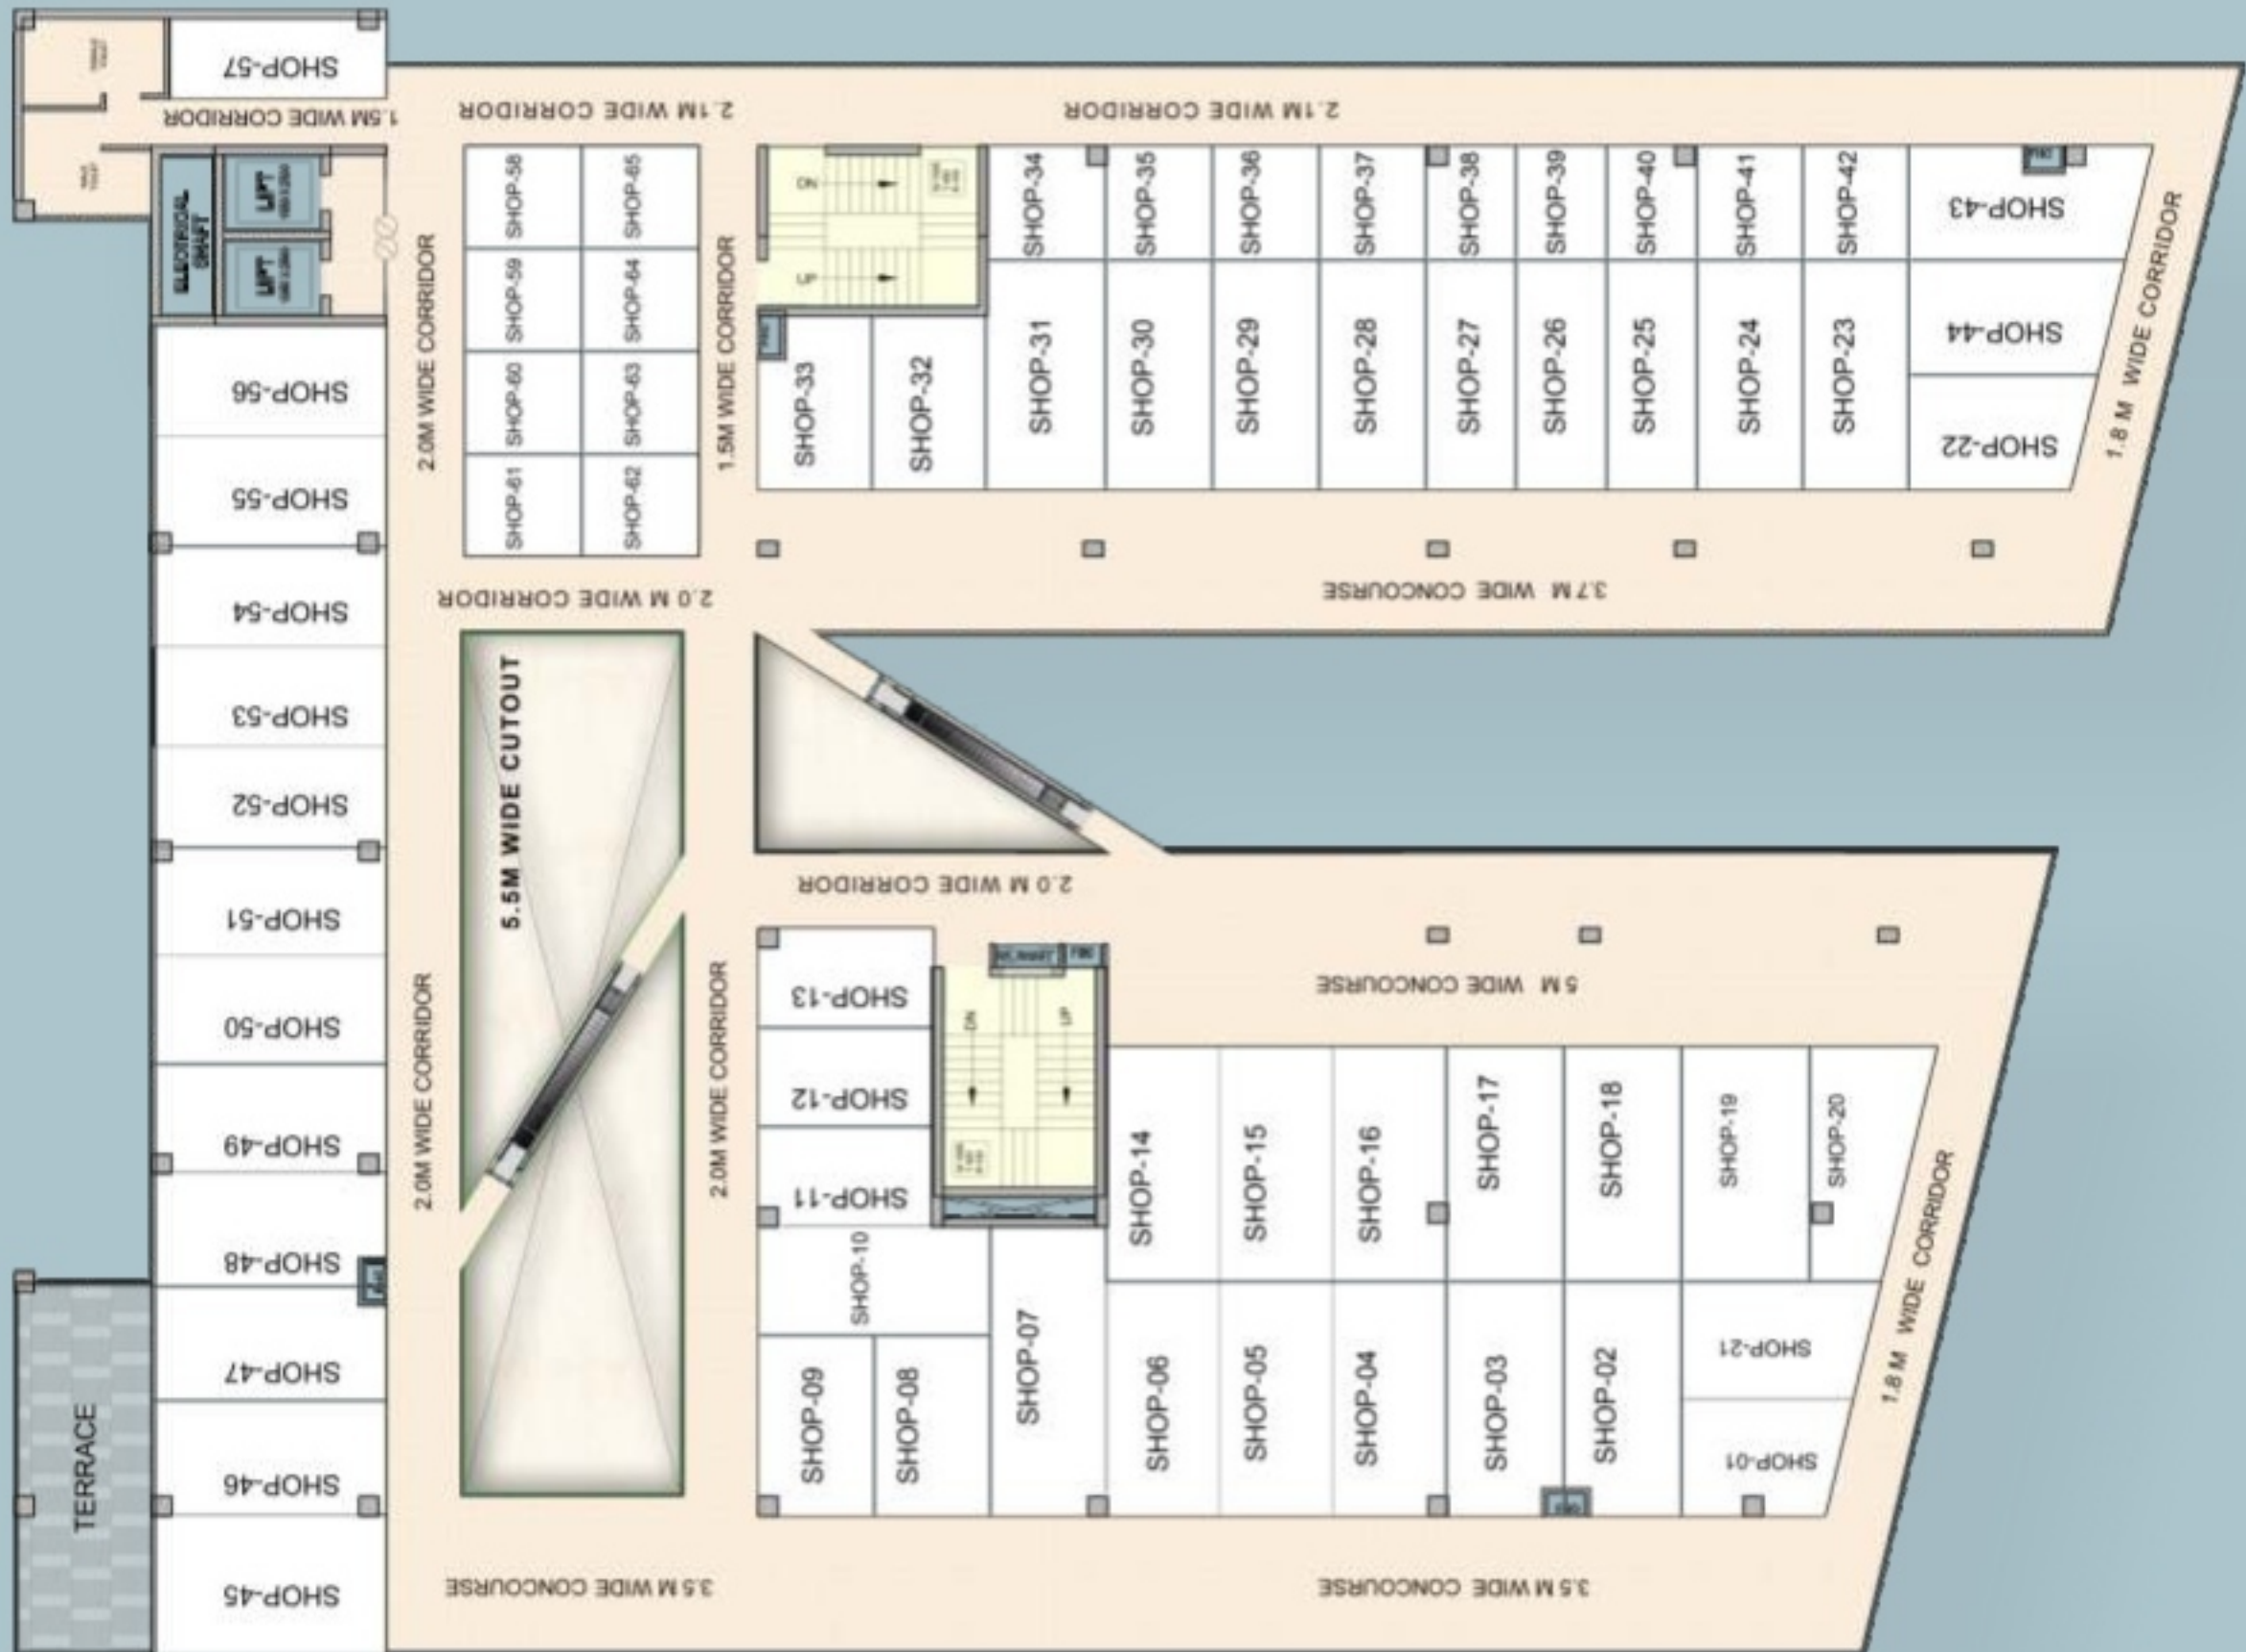 SHOP-57
1.5M WIDE CORRIDOR
2.1M WIDE CORRIDOR
2.1M WIDE CORRIDOR
ELECTRICAL
SHAFT
LIFT
LIFT
2.0M WIDE CORRIDOR
SHOP-58
SHOP-65
SHOP-59
SHOP-64
SHOP-60
SHOP-63
SHOP-61
SHOP-62
1.5M WIDE CORRIDOR
DN
UP
SHOP-34
SHOP-35
SHOP-36
SHOP-37
SHOP-38
SHOP-39
SHOP-40
SHOP-41
SHOP-42
SHOP-43
SHOP-33
SHOP-32
SHOP-31
SHOP-30
SHOP-29
SHOP-28
SHOP-27
SHOP-26
SHOP-25
SHOP-24
SHOP-23
SHOP-44
SHOP-22
1.8 M WIDE CORRIDOR
SHOP-56
SHOP-55
SHOP-54
SHOP-53
SHOP-52
SHOP-51
SHOP-50
SHOP-49
SHOP-48
SHOP-47
SHOP-46
SHOP-45
TERRACE
2.0 M WIDE CORRIDOR
3.7 M WIDE CONCOURSE
5.5M WIDE CUTOUT
2.0 M WIDE CORRIDOR
2.0M WIDE CORRIDOR
2.0M WIDE CORRIDOR
5 M WIDE CONCOURSE
SHOP-13
SHOP-12
SHOP-11
SHOP-10
DN
UP
SHOP-14
SHOP-15
SHOP-16
SHOP-17
SHOP-18
SHOP-19
SHOP-20
SHOP-09
SHOP-08
SHOP-07
SHOP-06
SHOP-05
SHOP-04
SHOP-03
SHOP-02
SHOP-21
SHOP-01
1.8 M WIDE CORRIDOR
3.5 M WIDE CONCOURSE
3.5 M WIDE CONCOURSE